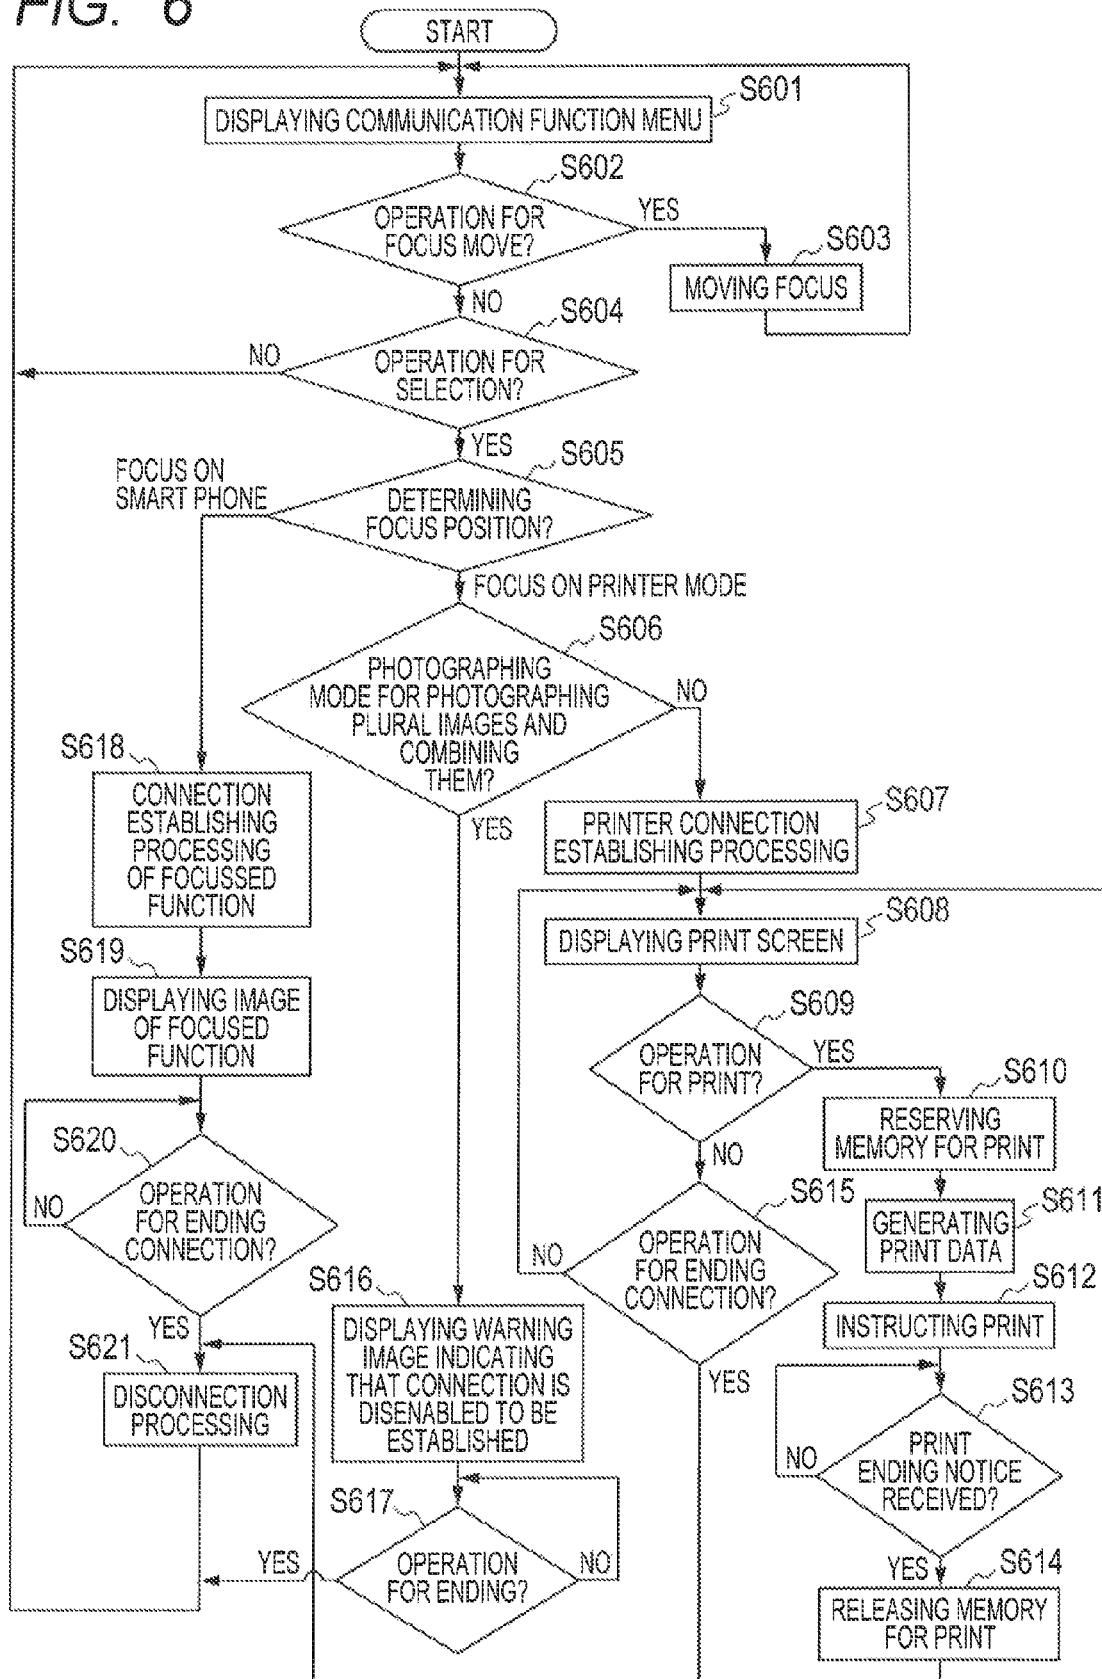 FIG. 6
START
S601
DISPLAYING COMMUNICATION FUNCTION MENU
S602
OPERATION FOR
FOCUS MOVE?
YES
S603
MOVING FOCUS
NO
S604
OPERATION FOR
SELECTION?
NO
YES
S605
FOCUS ON
SMART PHONE
DETERMINING
FOCUS POSITION?
FOCUS ON PRINTER MODE
S606
PHOTOGRAPHING
MODE FOR PHOTOGRAPHING
PLURAL IMAGES AND
COMBINING
THEM?
NO
YES
S618
CONNECTION
ESTABLISHING
PROCESSING
OF FOCUSSED
FUNCTION
S607
PRINTER CONNECTION
ESTABLISHING PROCESSING
S608
DISPLAYING PRINT SCREEN
S619
DISPLAYING IMAGE
OF FOCUSED
FUNCTION
S609
OPERATION
FOR PRINT?
YES
S610
RESERVING
MEMORY FOR PRINT
NO
S620
OPERATION
FOR ENDING
CONNECTION?
NO
YES
S615
OPERATION
FOR ENDING
CONNECTION?
NO
YES
S611
GENERATING
PRINT DATA
S612
INSTRUCTING PRINT
S616
DISPLAYING WARNING
IMAGE INDICATING
THAT CONNECTION IS
DISENABLED TO BE
ESTABLISHED
S621
DISCONNECTION
PROCESSING
S613
PRINT
ENDING NOTICE
RECEIVED?
NO
YES
S617
OPERATION
FOR ENDING?
YES
NO
S614
RELEASING MEMORY
FOR PRINT